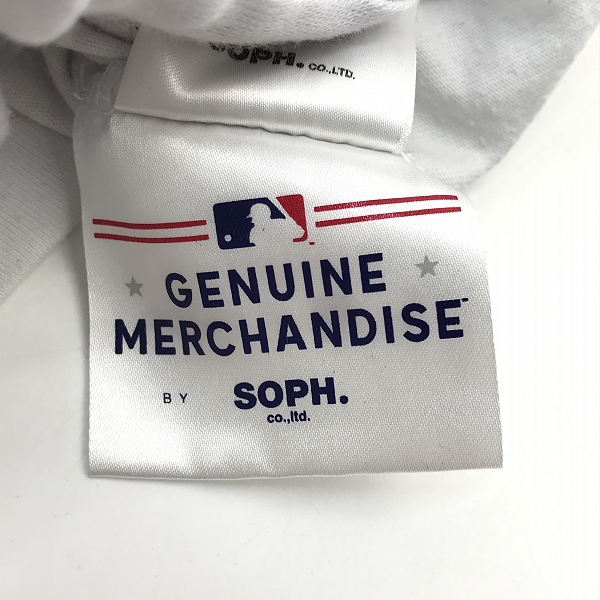 SOPH. CO.,LTD.
GENUINE
MERCHANDISE™
BY SOPH.
co.,ltd.